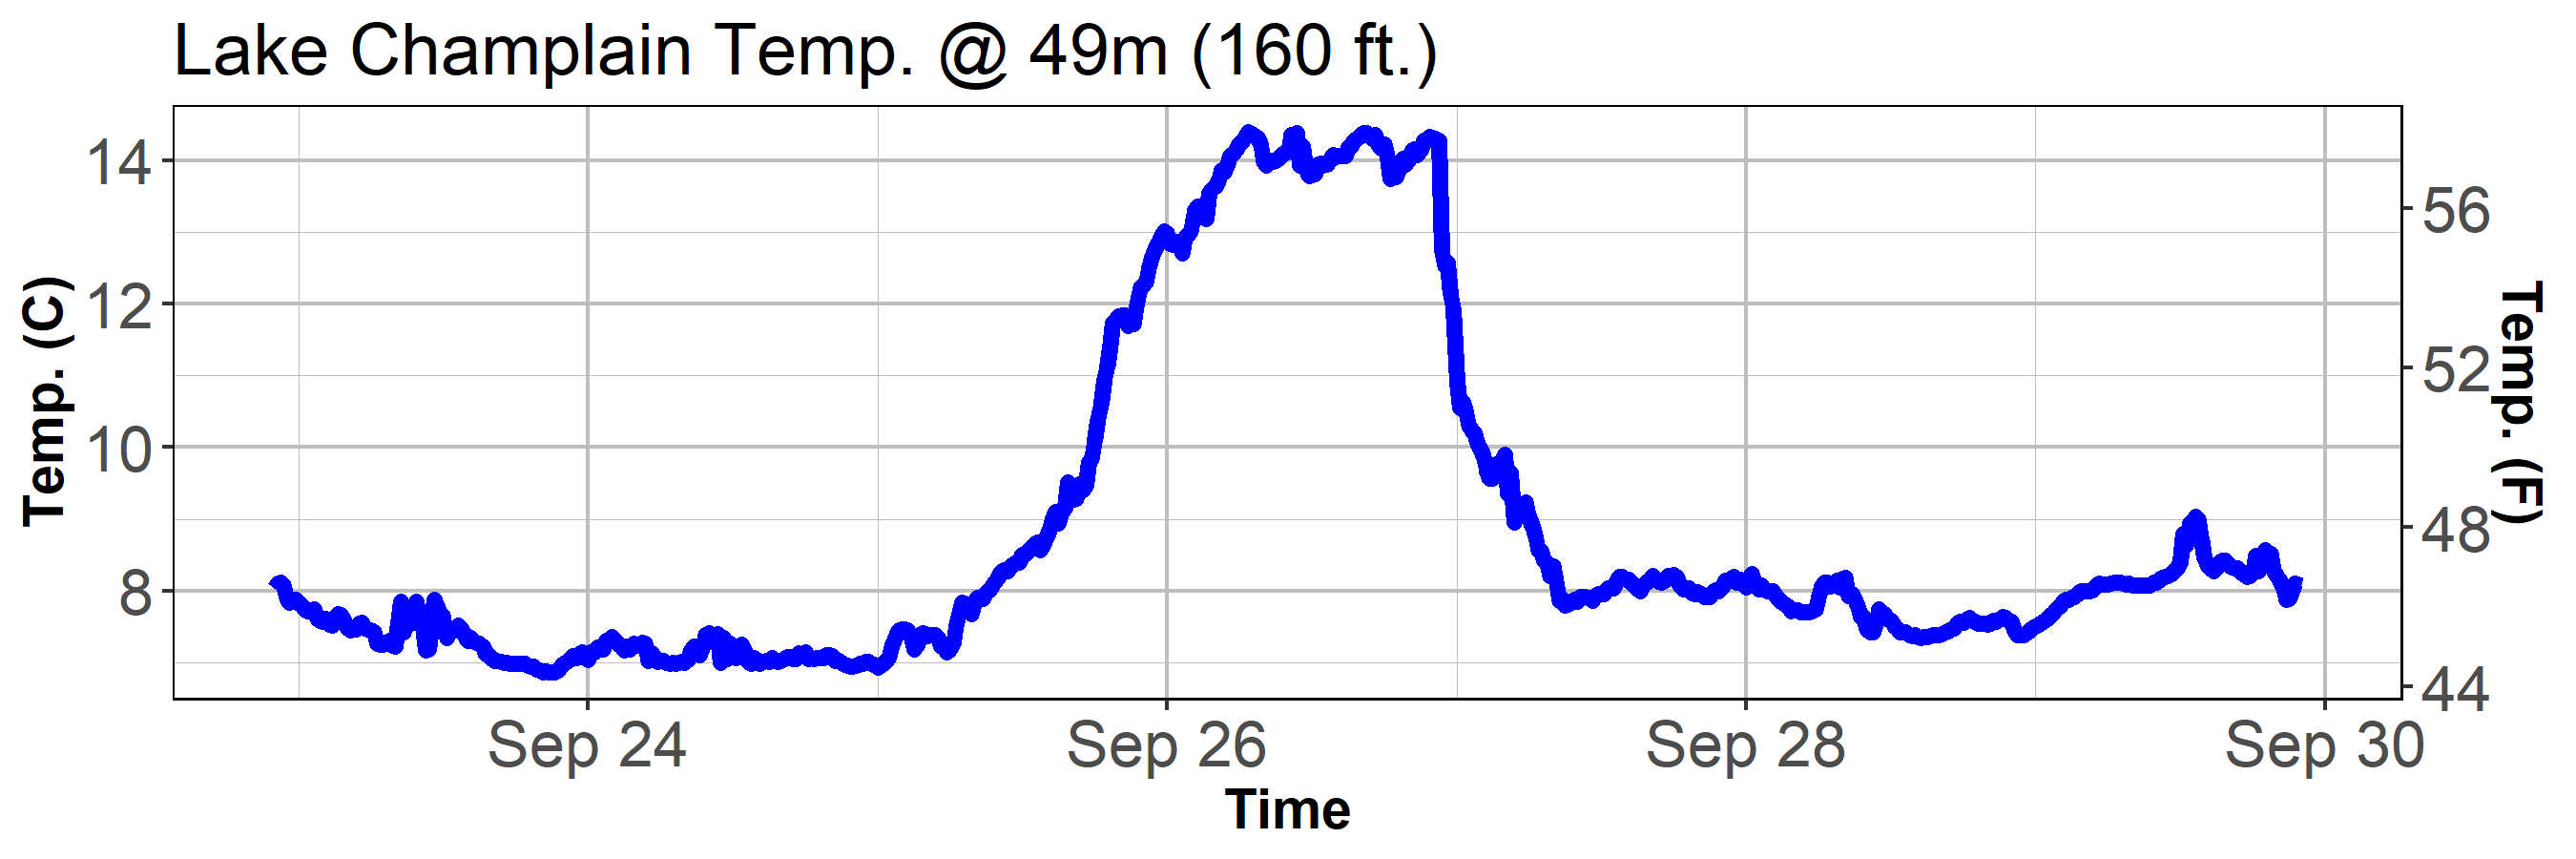 Lake Champlain Temp. @ 49m (160 ft.)
14
12
10
8
Temp. (C)
56
52
48
44
Temp. (F)
Sep 24
Sep 26
Sep 28
Sep 30
Time